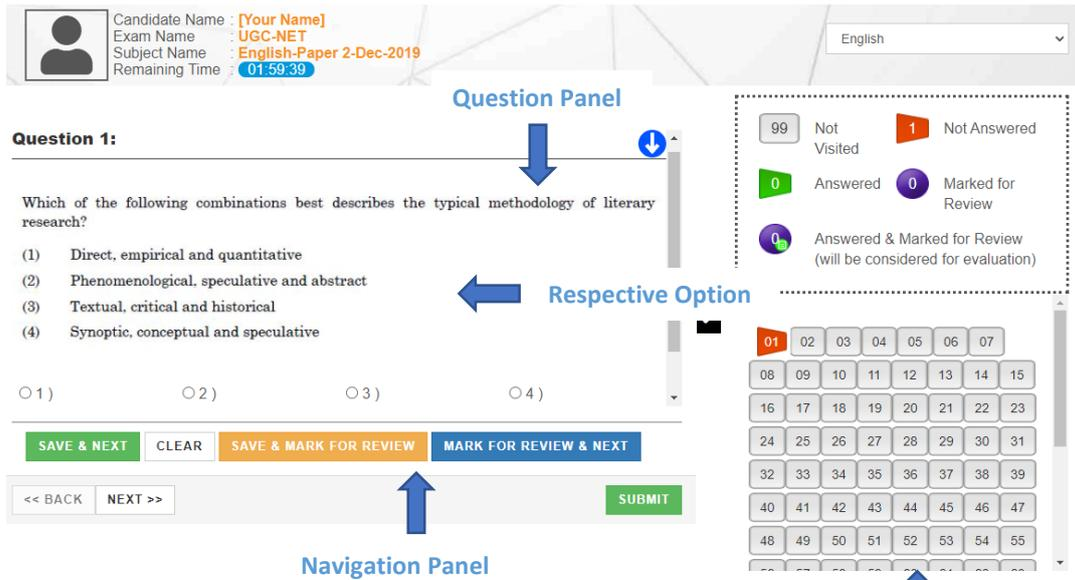 Candidate Name : [Your Name]
Exam Name : UGC-NET
Subject Name : English-Paper 2-Dec-2019
Remaining Time : 01:59:39
English
Question Panel
Question 1:
Which of the following combinations best describes the typical methodology of literary
research?
(1) Direct, empirical and quantitative
(2) Phenomenological, speculative and abstract
(3) Textual, critical and historical
(4) Synoptic, conceptual and speculative
Respective Option
1 ) 2 ) 3 ) 4 )
SAVE & NEXT CLEAR SAVE & MARK FOR REVIEW MARK FOR REVIEW & NEXT
<< BACK NEXT >> SUBMIT
Navigation Panel
99 Not
Visited
1 Not Answered
0 Answered
0 Marked for
Review
0 Answered & Marked for Review
(will be considered for evaluation)
01 02 03 04 05 06 07
08 09 10 11 12 13 14 15
16 17 18 19 20 21 22 23
24 25 26 27 28 29 30 31
32 33 34 35 36 37 38 39
40 41 42 43 44 45 46 47
48 49 50 51 52 53 54 55